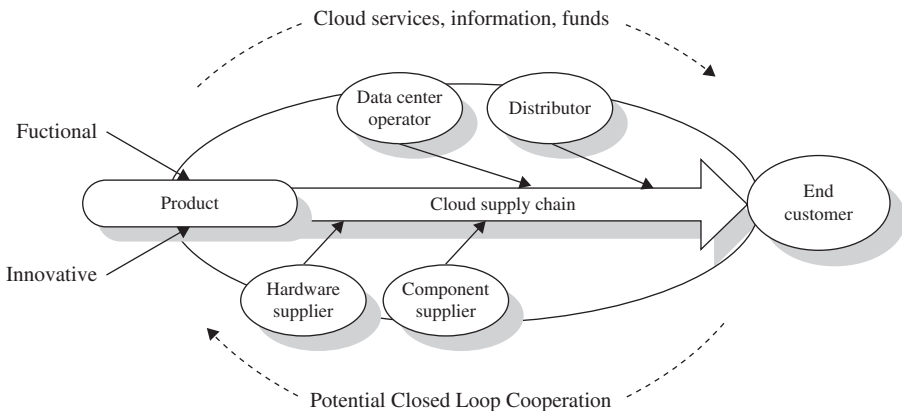 Cloud services, information, funds
Data center
operator
Distributor
Fuctional
Product
Cloud supply chain
End
customer
Innovative
Hardware
supplier
Component
supplier
Potential Closed Loop Cooperation